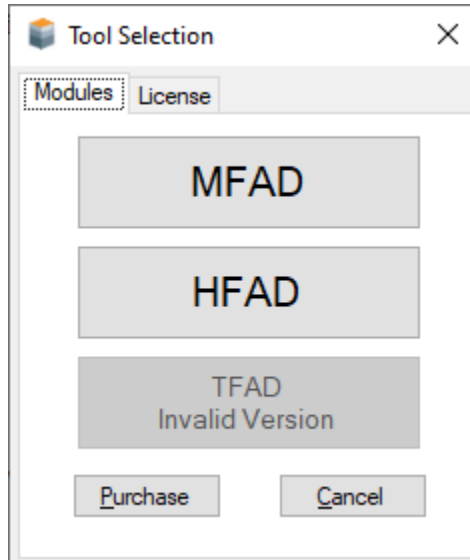 Tool Selection
Modules
License
MFAD
HFAD
TFAD
Invalid Version
Purchase
Cancel